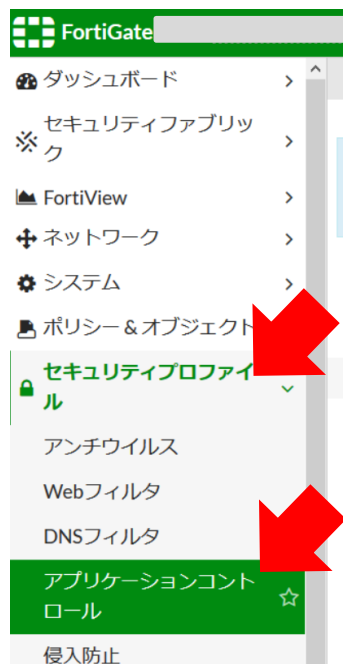 FortiGate
ダッシュボード
セキュリティファブリッ
ク
FortiView
ネットワーク
システム
ポリシー & オブジェクト
セキュリティプロファイ
ル
アンチウイルス
Webフィルタ
DNSフィルタ
アプリケーションコント
ロール
侵入防止